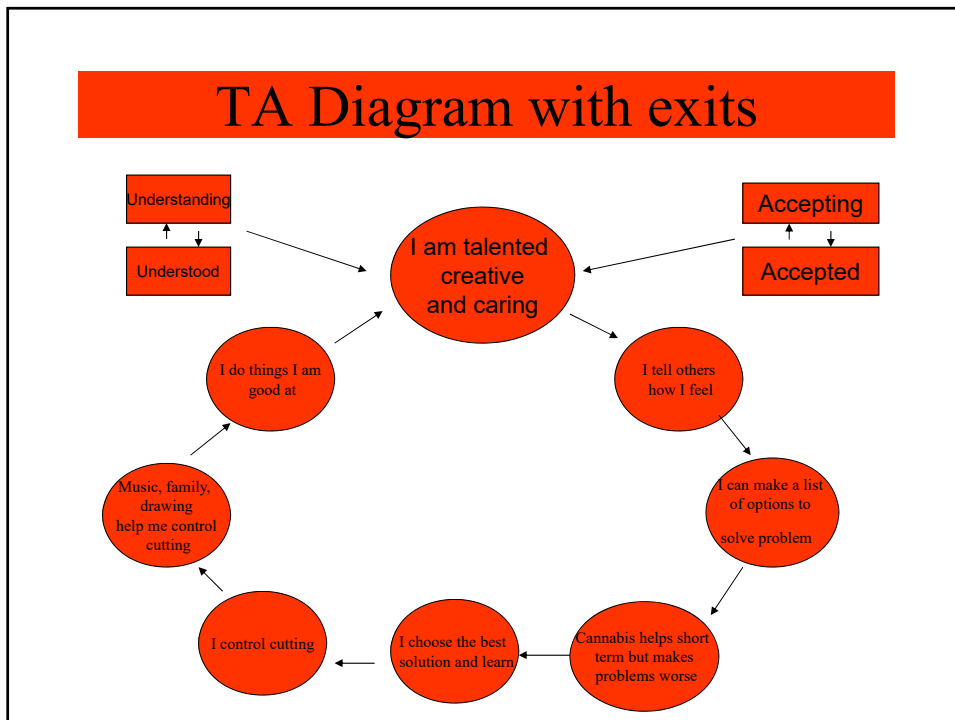 TA Diagram with exits
Understanding
Understood
Accepting
Accepted
I am talented
creative
and caring
I tell others
how I feel
I can make a list
of options to
solve problem
Cannabis helps short
term but makes
problems worse
I choose the best
solution and learn
I control cutting
Music, family,
drawing
help me control
cutting
I do things I am
good at